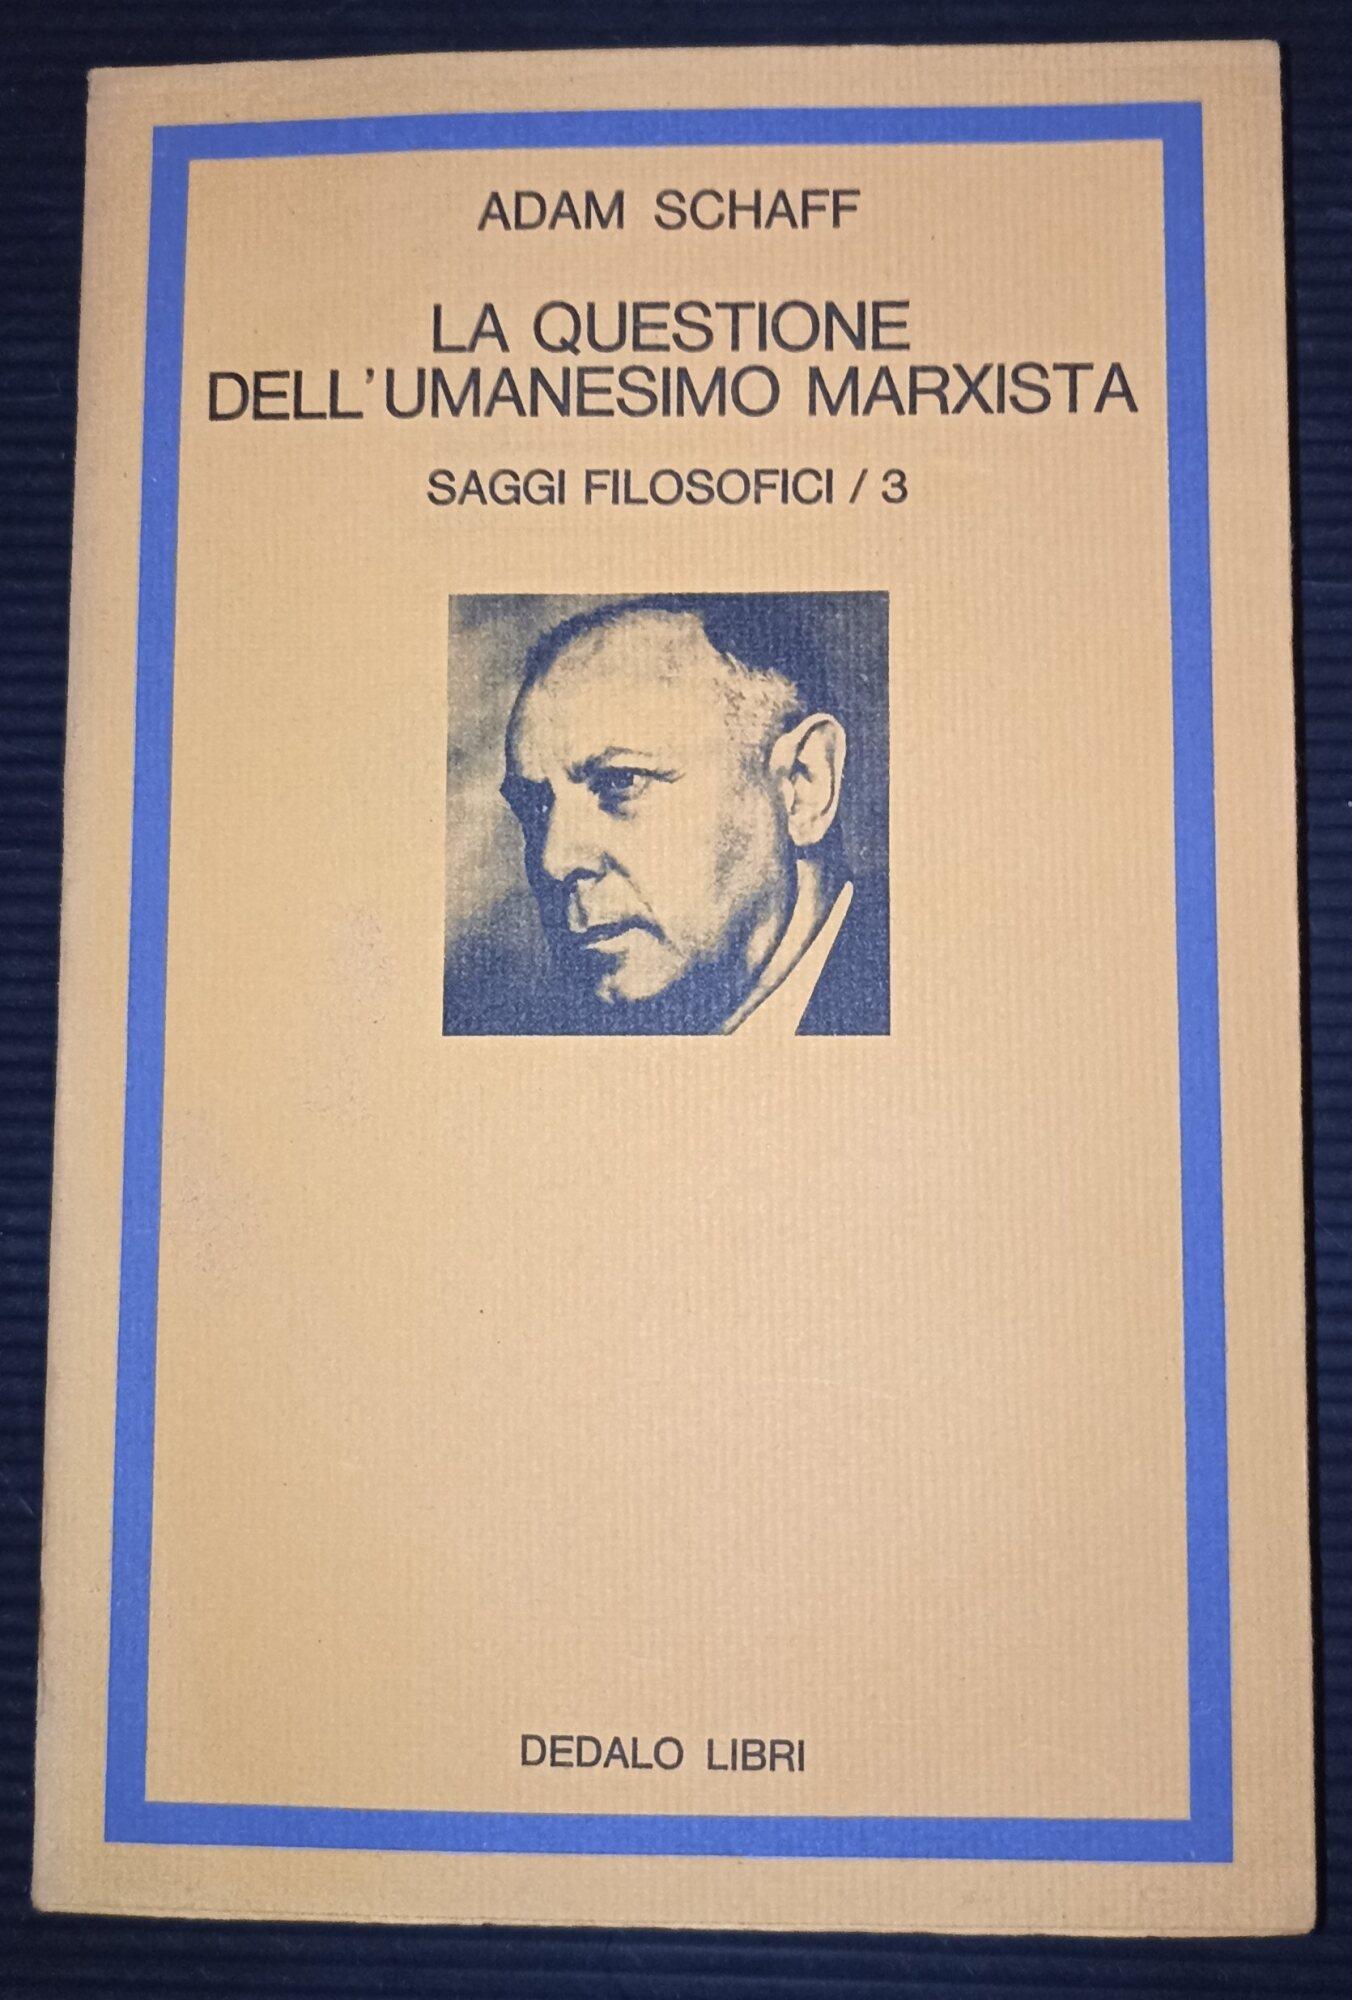 ADAM SCHAFF
LA QUESTIONE
DELL'UMANESIMO MARXISTA
SAGGI FILOSOFICI / 3
DEDALO LIBRI